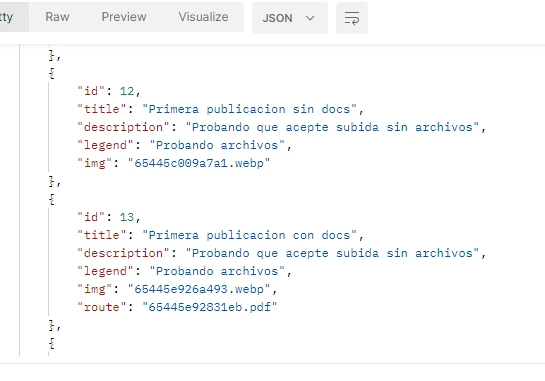 tty Raw Preview Visualize JSON
},
{
"id": 12,
"title": "Primera publicacion sin docs",
"description": "Probando que acepte subida sin archivos",
"legend": "Probando archivos",
"img": "65445c009a7a1.webp"
},
{
"id": 13,
"title": "Primera publicacion con docs",
"description": "Probando que acepte subida sin archivos",
"legend": "Probando archivos",
"img": "65445e926a493.webp",
"route": "65445e92831eb.pdf"
},
{